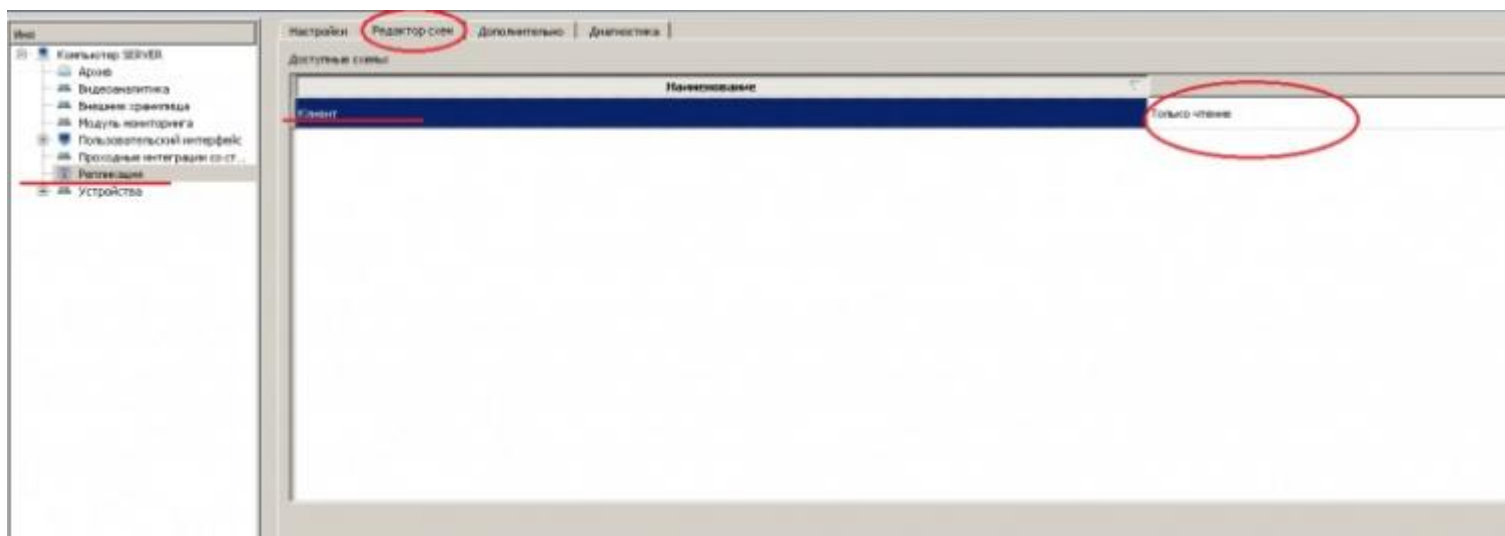 Имя
Компьютер SERVER
Архив
Видеоаналитика
Внешние хранилища
Модуль мониторинга
Пользовательский интерфейс
Проходные интеграции со ст...
Репликация
Устройства
Настройки Редактор схем Дополнительно Диагностика
Доступные схемы:
Наименование
Клиент Только чтение